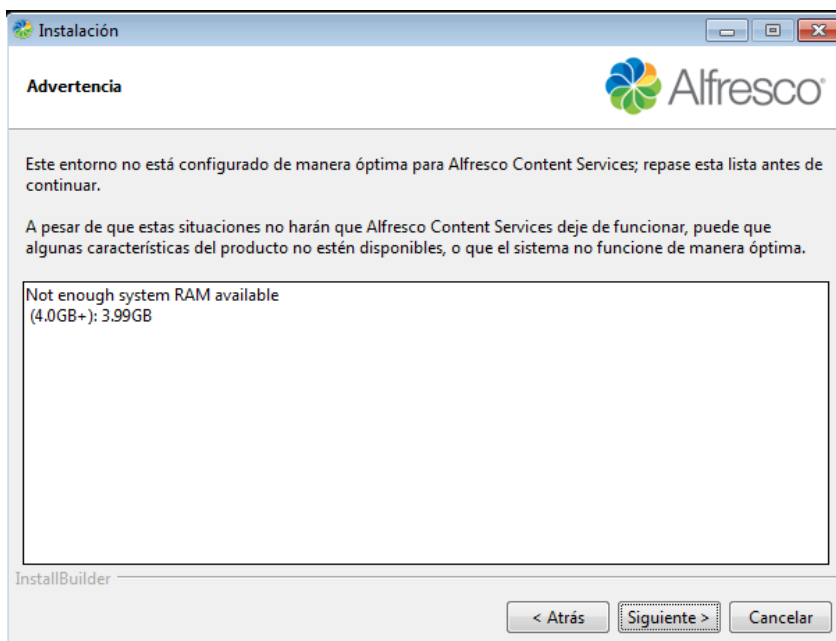 Instalación
Advertencia
Alfresco
Este entorno no está configurado de manera óptima para Alfresco Content Services; repase esta lista antes de
continuar.
A pesar de que estas situaciones no harán que Alfresco Content Services deje de funcionar, puede que
algunas características del producto no estén disponibles, o que el sistema no funcione de manera óptima.
Not enough system RAM available
(4.0GB+): 3.99GB
InstallBuilder
< Atrás
Siguiente >
Cancelar